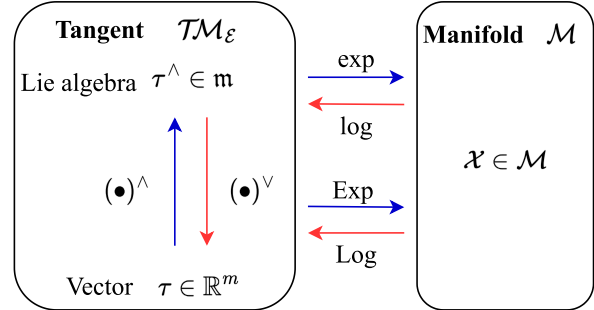 Tangent 𝒯ℳ_ℰ
Lie algebra τ^∧ ∈ 𝔪
(•)^∧
(•)^∨
Vector τ ∈ ℝ^m
exp
log
Exp
Log
Manifold ℳ
𝒳 ∈ ℳ